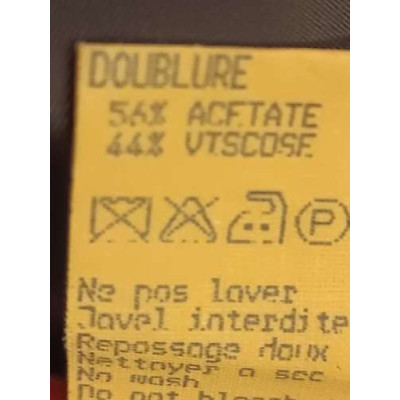 DOUBLURE
56% ACETATE
44% VISCOSE
P
Ne pas laver
Javel interdite
Repassage doux
Nettoyer a sec
No wash
Do not bleach